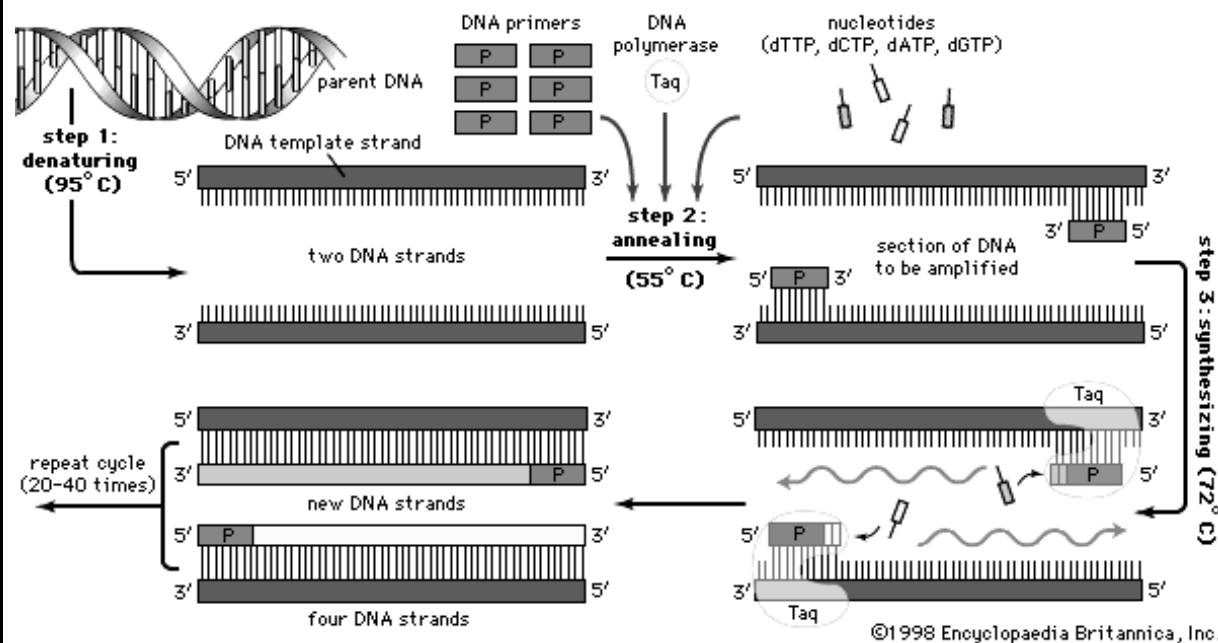 DNA primers
P P
P P
P P
DNA
polymerase
Taq
nucleotides
(dTTP, dCTP, dATP, dGTP)
parent DNA
step 1:
denaturing
(95° C)
DNA template strand
5′ 3′
two DNA strands
3′ 5′
step 2:
annealing
(55° C)
5′ 3′
3′ P 5′
section of DNA
to be amplified
5′ P 3′
3′ 5′
step 3: synthesizing (72° C)
Taq
5′ 3′
P 5′
5′ P
3′ 5′
Taq
5′ 3′
3′ P 5′
new DNA strands
5′ P 3′
3′ 5′
four DNA strands
repeat cycle
(20-40 times)
©1998 Encyclopaedia Britannica, Inc